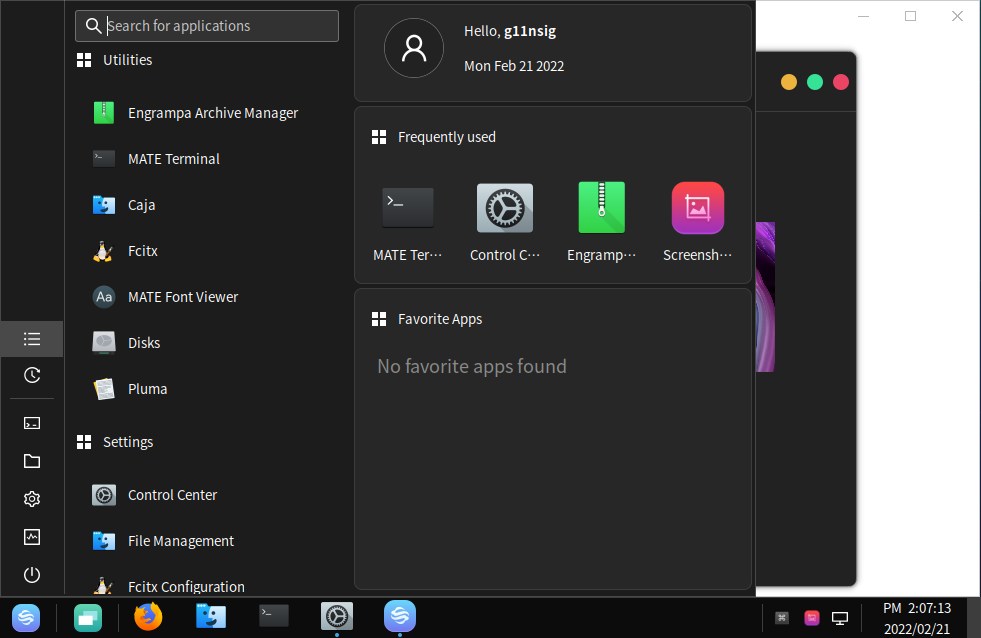 Search for applications
Utilities
Engrampa Archive Manager
MATE Terminal
Caja
Fcitx
Aa MATE Font Viewer
Disks
Pluma
Settings
Control Center
File Management
Fcitx Configuration
Hello, g11nsig
Mon Feb 21 2022
Frequently used
MATE Ter···
Control C···
Engramp···
Screensh···
Favorite Apps
No favorite apps found
PM 2:07:13
2022/02/21